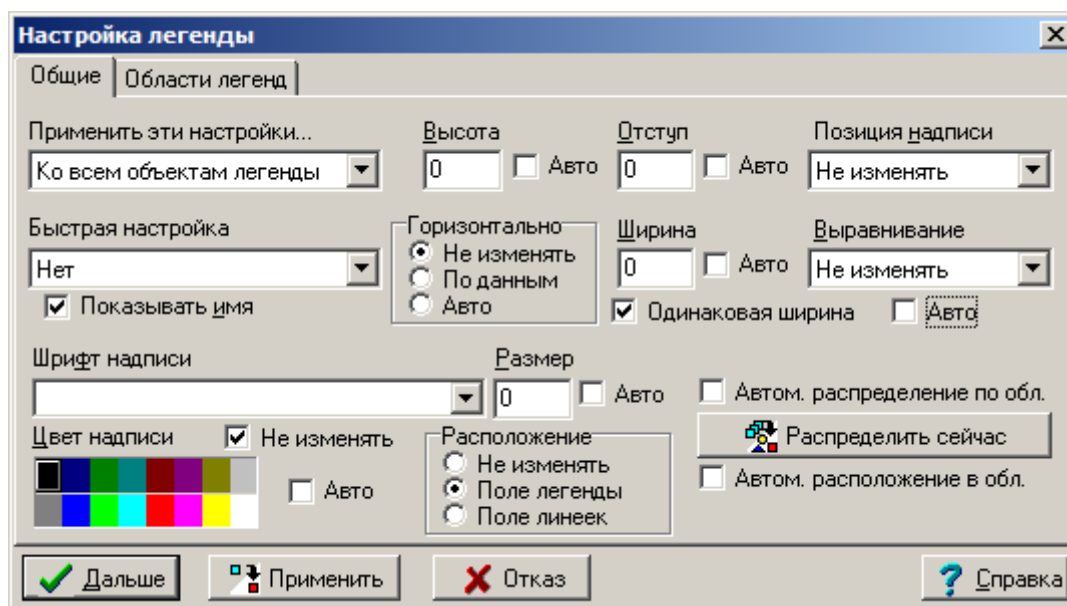 Настройка легенды
Общие Области легенд
Применить эти настройки... Высота Отступ Позиция надписи
Ко всем объектам легенды 0 Авто 0 Авто Не изменять
Быстрая настройка Горизонтально Ширина Выравнивание
Нет Не изменять 0 Авто Не изменять
По данным
Показывать имя Авто Одинаковая ширина Авто
Шрифт надписи Размер
0 Авто Автом. распределение по обл.
Цвет надписи Не изменять Расположение Распределить сейчас
Не изменять
Авто Поле легенды Автом. расположение в обл.
Поле линеек
Дальше Применить Отказ Справка